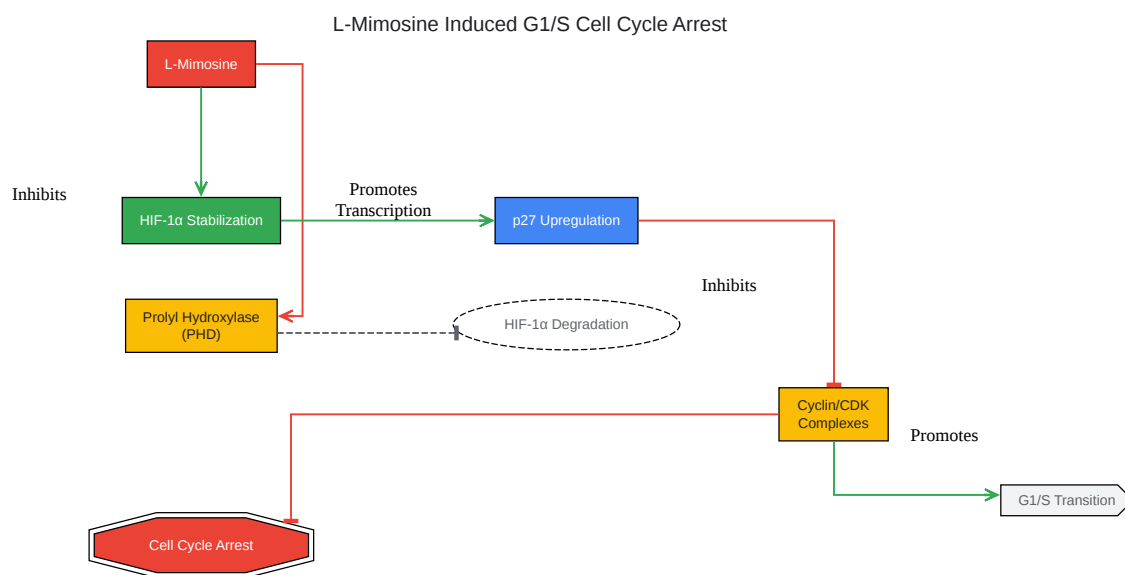 L-Mimosine Induced G1/S Cell Cycle Arrest
L-Mimosine
Inhibits
Promotes
Transcription
HIF-1α Stabilization
p27 Upregulation
Inhibits
Prolyl Hydroxylase
(PHD)
HIF-1α Degradation
Cyclin/CDK
Complexes
Promotes
G1/S Transition
Cell Cycle Arrest